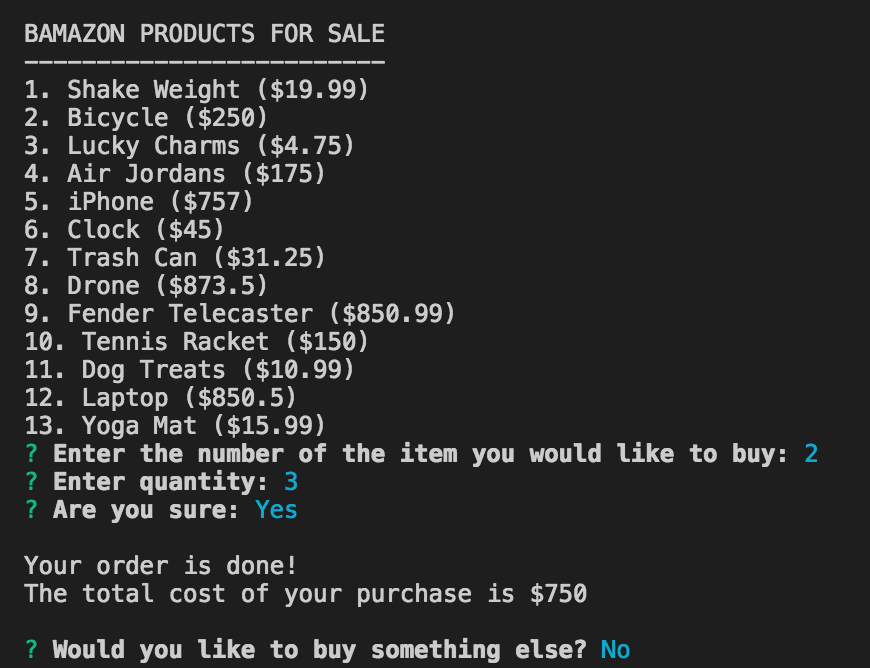 BAMAZON PRODUCTS FOR SALE
-------------------------
1. Shake Weight ($19.99)
2. Bicycle ($250)
3. Lucky Charms ($4.75)
4. Air Jordans ($175)
5. iPhone ($757)
6. Clock ($45)
7. Trash Can ($31.25)
8. Drone ($873.5)
9. Fender Telecaster ($850.99)
10. Tennis Racket ($150)
11. Dog Treats ($10.99)
12. Laptop ($850.5)
13. Yoga Mat ($15.99)
? Enter the number of the item you would like to buy: 2
? Enter quantity: 3
? Are you sure: Yes
Your order is done!
The total cost of your purchase is $750
? Would you like to buy something else? No